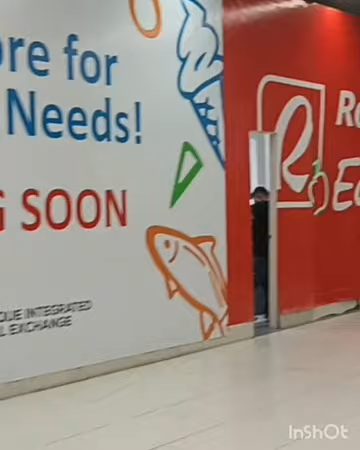 ore for
Needs!
G SOON
QUE INTEGRATED
L EXCHANGE
R
InShOt